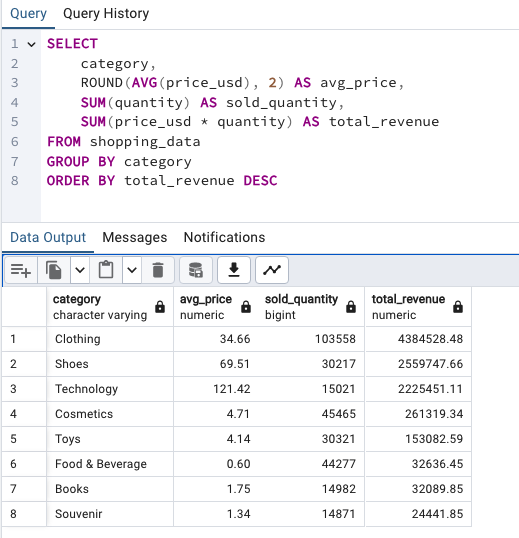 Query Query History
1 SELECT
2 category,
3 ROUND(AVG(price_usd), 2) AS avg_price,
4 SUM(quantity) AS sold_quantity,
5 SUM(price_usd * quantity) AS total_revenue
6 FROM shopping_data
7 GROUP BY category
8 ORDER BY total_revenue DESC
Data Output Messages Notifications
category avg_price sold_quantity total_revenue
character varying numeric bigint numeric
1 Clothing 34.66 103558 4384528.48
2 Shoes 69.51 30217 2559747.66
3 Technology 121.42 15021 2225451.11
4 Cosmetics 4.71 45465 261319.34
5 Toys 4.14 30321 153082.59
6 Food & Beverage 0.60 44277 32636.45
7 Books 1.75 14982 32089.85
8 Souvenir 1.34 14871 24441.85